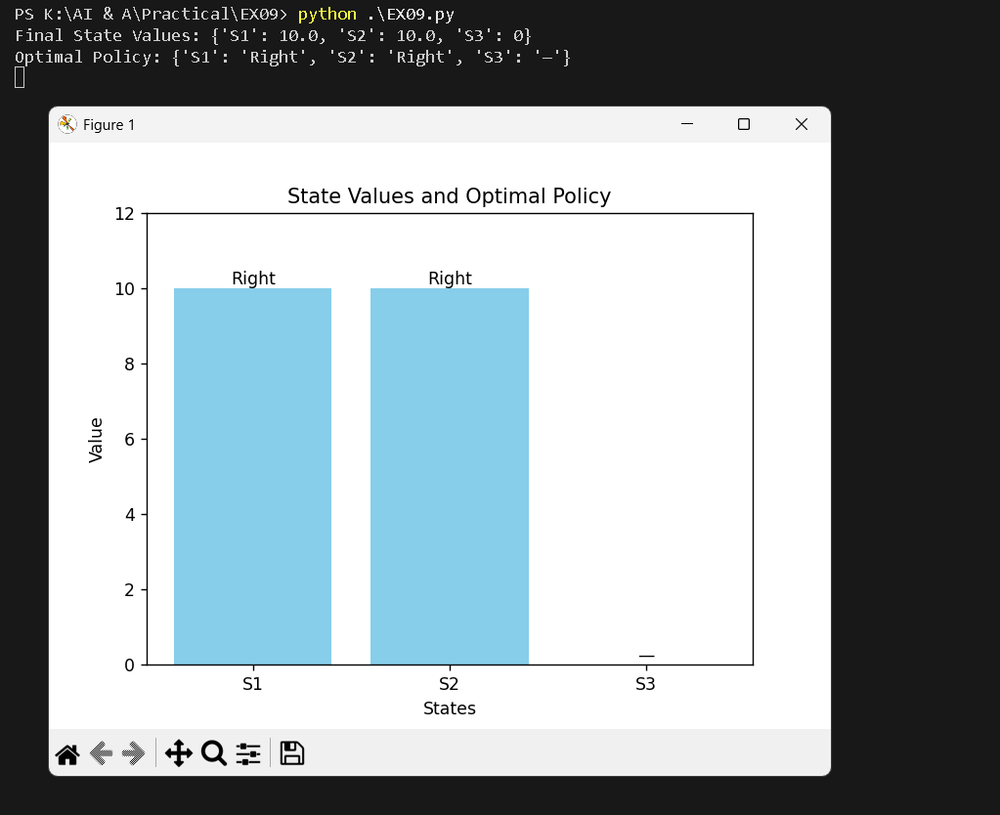 PS K:\AI & A\Practical\EX09> python .\EX09.py
Final State Values: {'S1': 10.0, 'S2': 10.0, 'S3': 0}
Optimal Policy: {'S1': 'Right', 'S2': 'Right', 'S3': '—'}
Figure 1
State Values and Optimal Policy
12
10
8
6
4
2
0
Value
Right
Right
—
S1
S2
S3
States